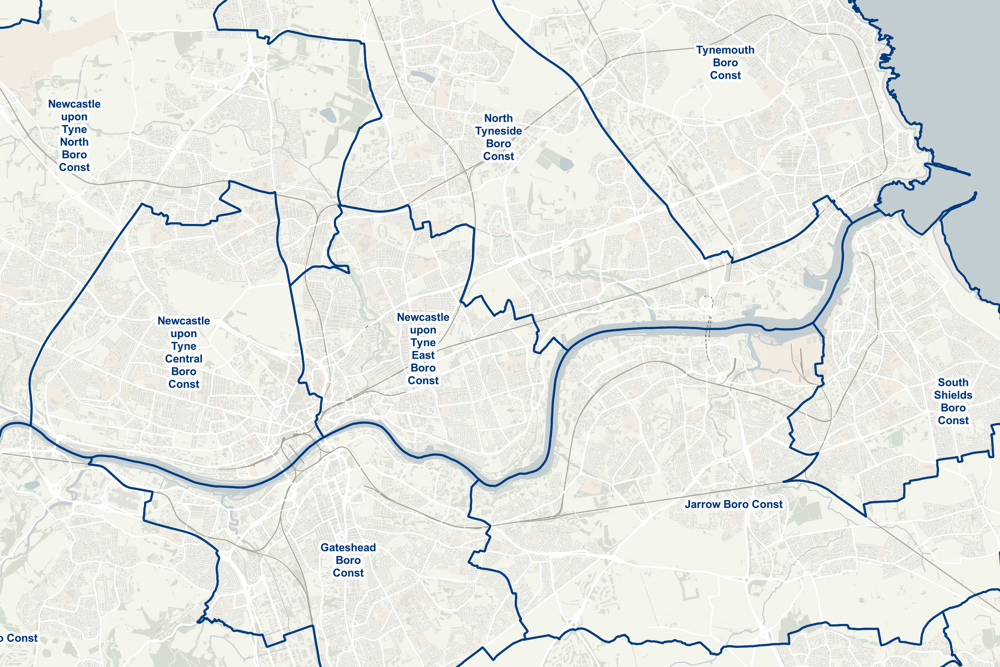 Tynemouth
Boro
Const
Newcastle
upon
Tyne
North
Boro
Const
North
Tyneside
Boro
Const
Newcastle
upon
Tyne
Central
Boro
Const
Newcastle
upon
Tyne
East
Boro
Const
South
Shields
Boro
Const
Jarrow Boro Const
Gateshead
Boro
Const
o Const